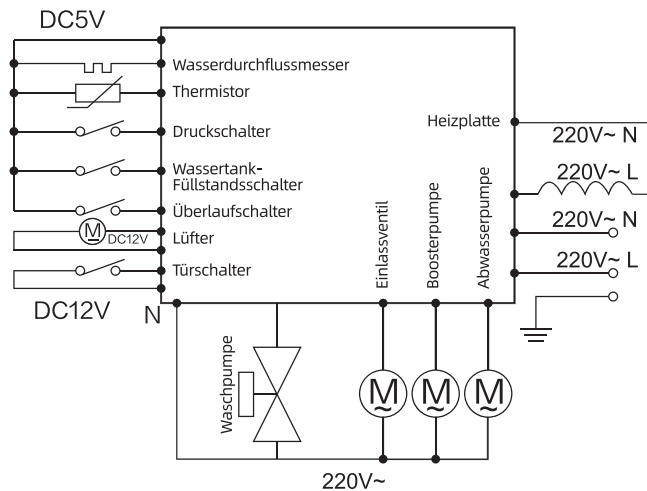 DC5V
Wasserdurchflussmesser
Thermistor
Druckschalter
Wassertank-
Füllstandsschalter
Überlaufschalter
M
DC12V
Lüfter
Türschalter
DC12V
N
Heizplatte
220V~ N
220V~ L
220V~ N
220V~ L
Einlassventil
Boosterpumpe
Abwasserpumpe
Waschpumpe
M
~
M
~
M
~
220V~